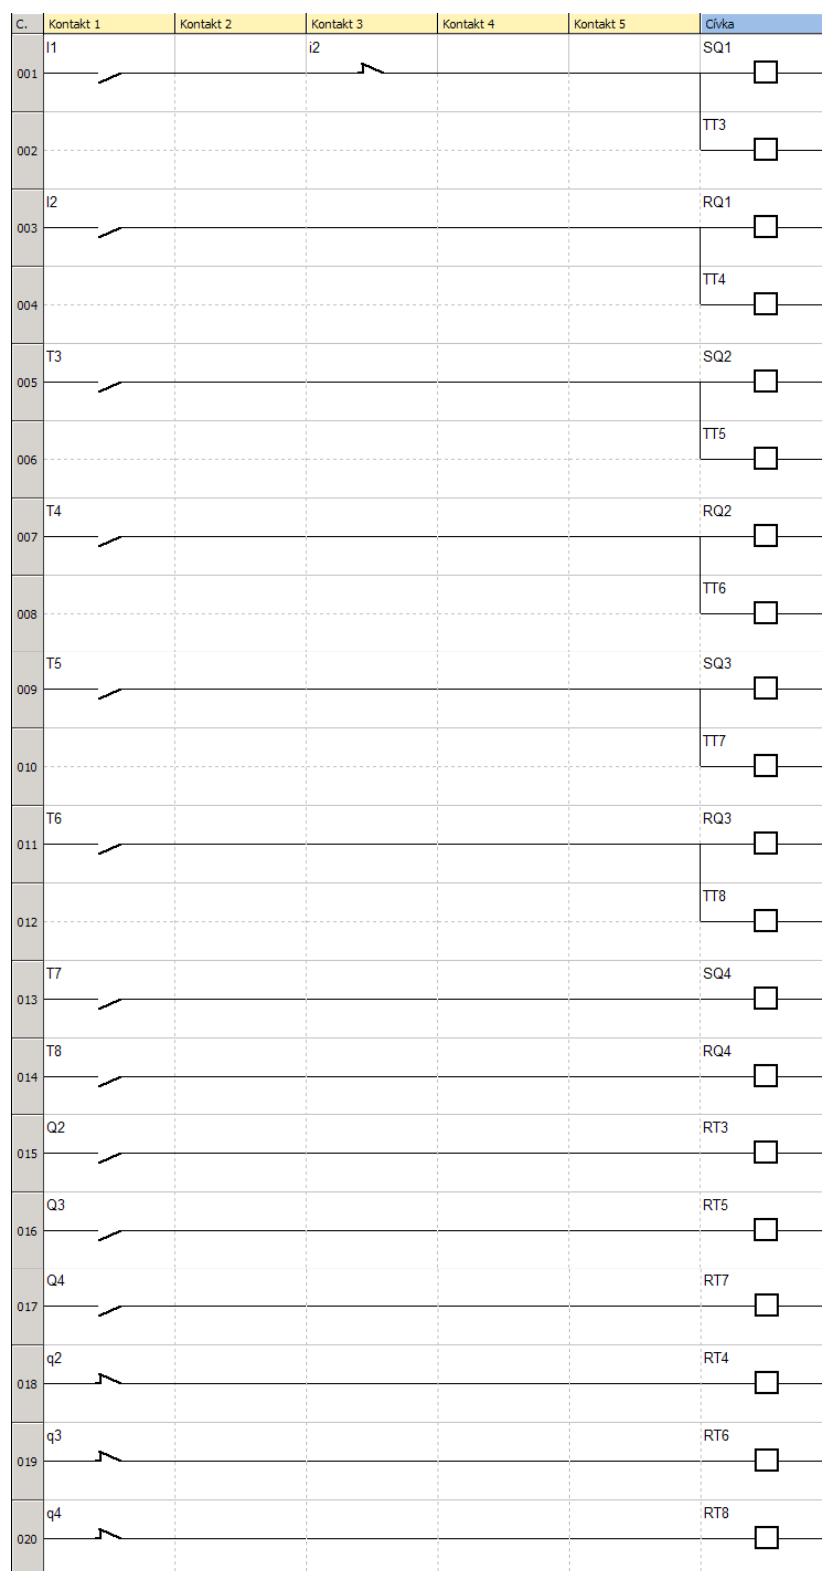 C. Kontakt 1 Kontakt 2 Kontakt 3 Kontakt 4 Kontakt 5 Cívka
I1 i2 SQ1
001
TT3
002
I2 RQ1
003
TT4
004
T3 SQ2
005
TT5
006
T4 RQ2
007
TT6
008
T5 SQ3
009
TT7
010
T6 RQ3
011
TT8
012
T7 SQ4
013
T8 RQ4
014
Q2 RT3
015
Q3 RT5
016
Q4 RT7
017
q2 RT4
018
q3 RT6
019
q4 RT8
020